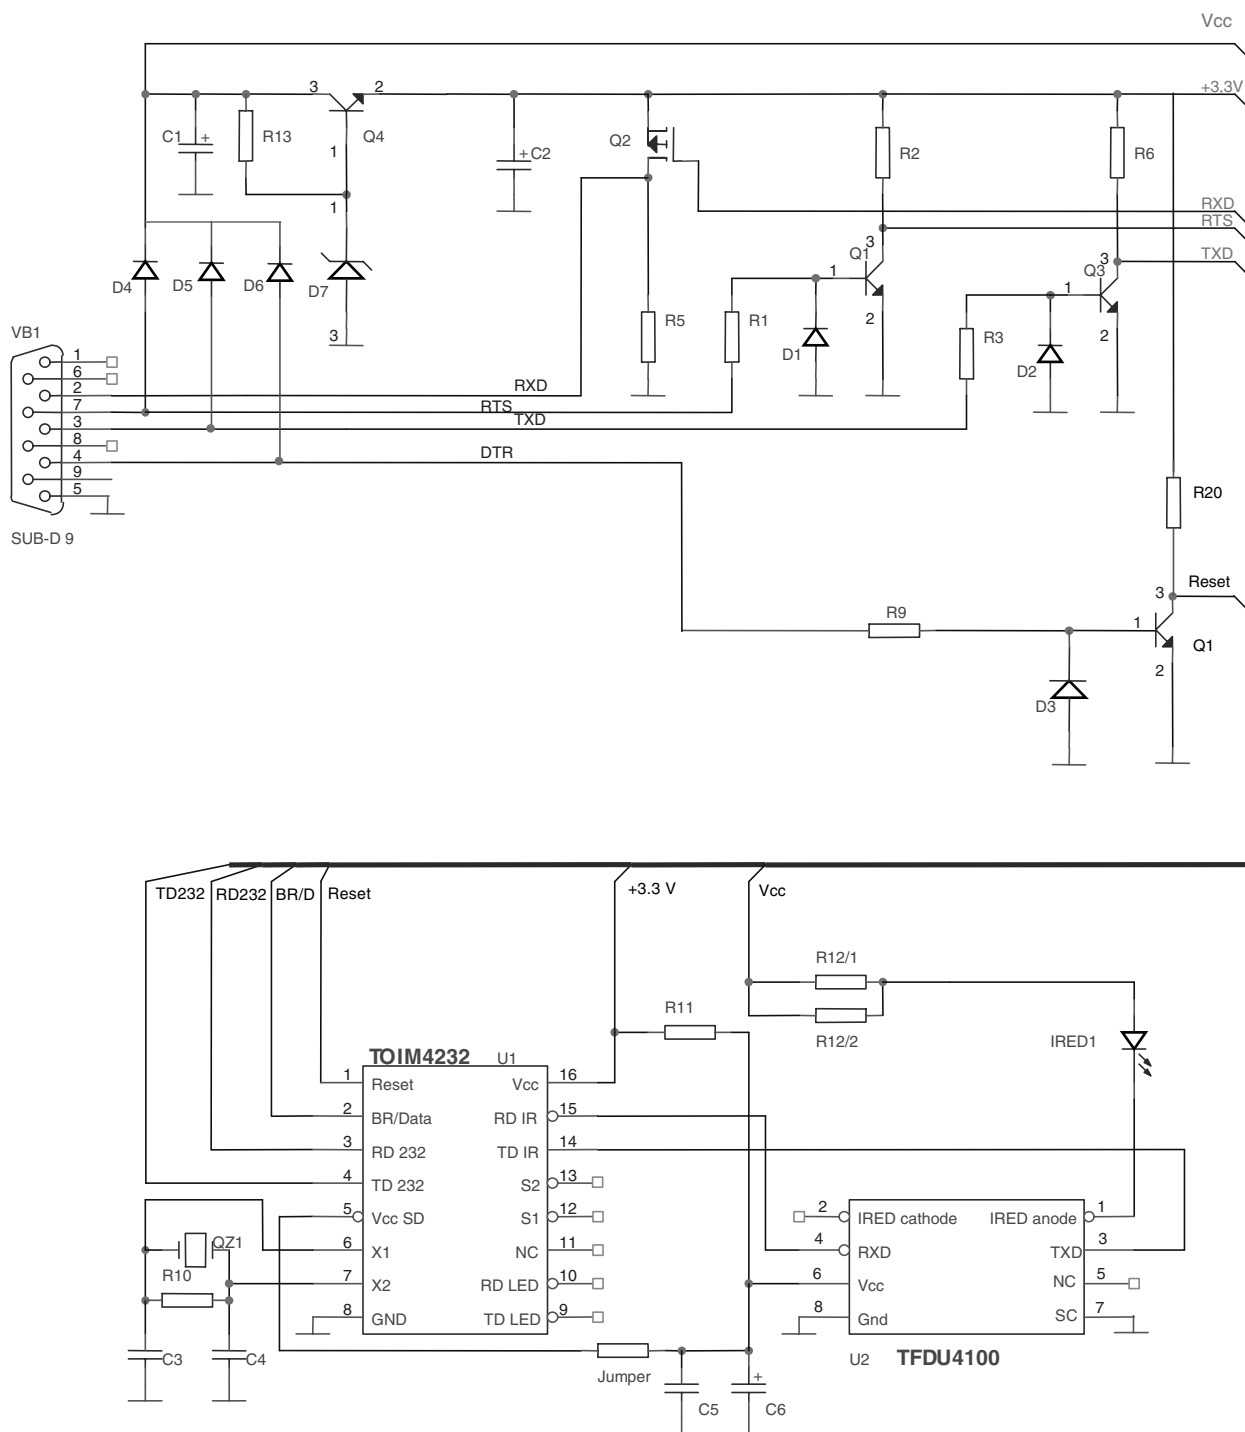 Vcc
3 2 +3,3V
C1 + R13 Q4 + C2 Q2 R2 R6
1
1 RXD
RTS
3 Q1 3 Q3 TXD
D4 D5 D6 D7 1 1
2 2
3 R5 R1 D1 R3 D2
VB1
1
6
2 RXD
7 RTS
3 TXD
8
4 DTR
9
5
R20
SUB-D 9
3 Reset
R9 1 Q1
2
D3
TD232 RD232 BR/D Reset +3.3 V Vcc
R12/1
R11
R12/2 IRED1
TOIM4232 U1
1 Reset Vcc 16
2 BR/Data RD IR 15
3 RD 232 TD IR 14
4 TD 232 S2 13
5 Vcc SD S1 12
6 X1 NC 11
7 X2 RD LED 10
8 GND TD LED 9
2 IRED cathode IRED anode 1
4 RXD TXD 3
6 Vcc NC 5
8 Gnd SC 7
QZ1
R10
C3 C4
Jumper
U2 TFDU4100
C5 + C6